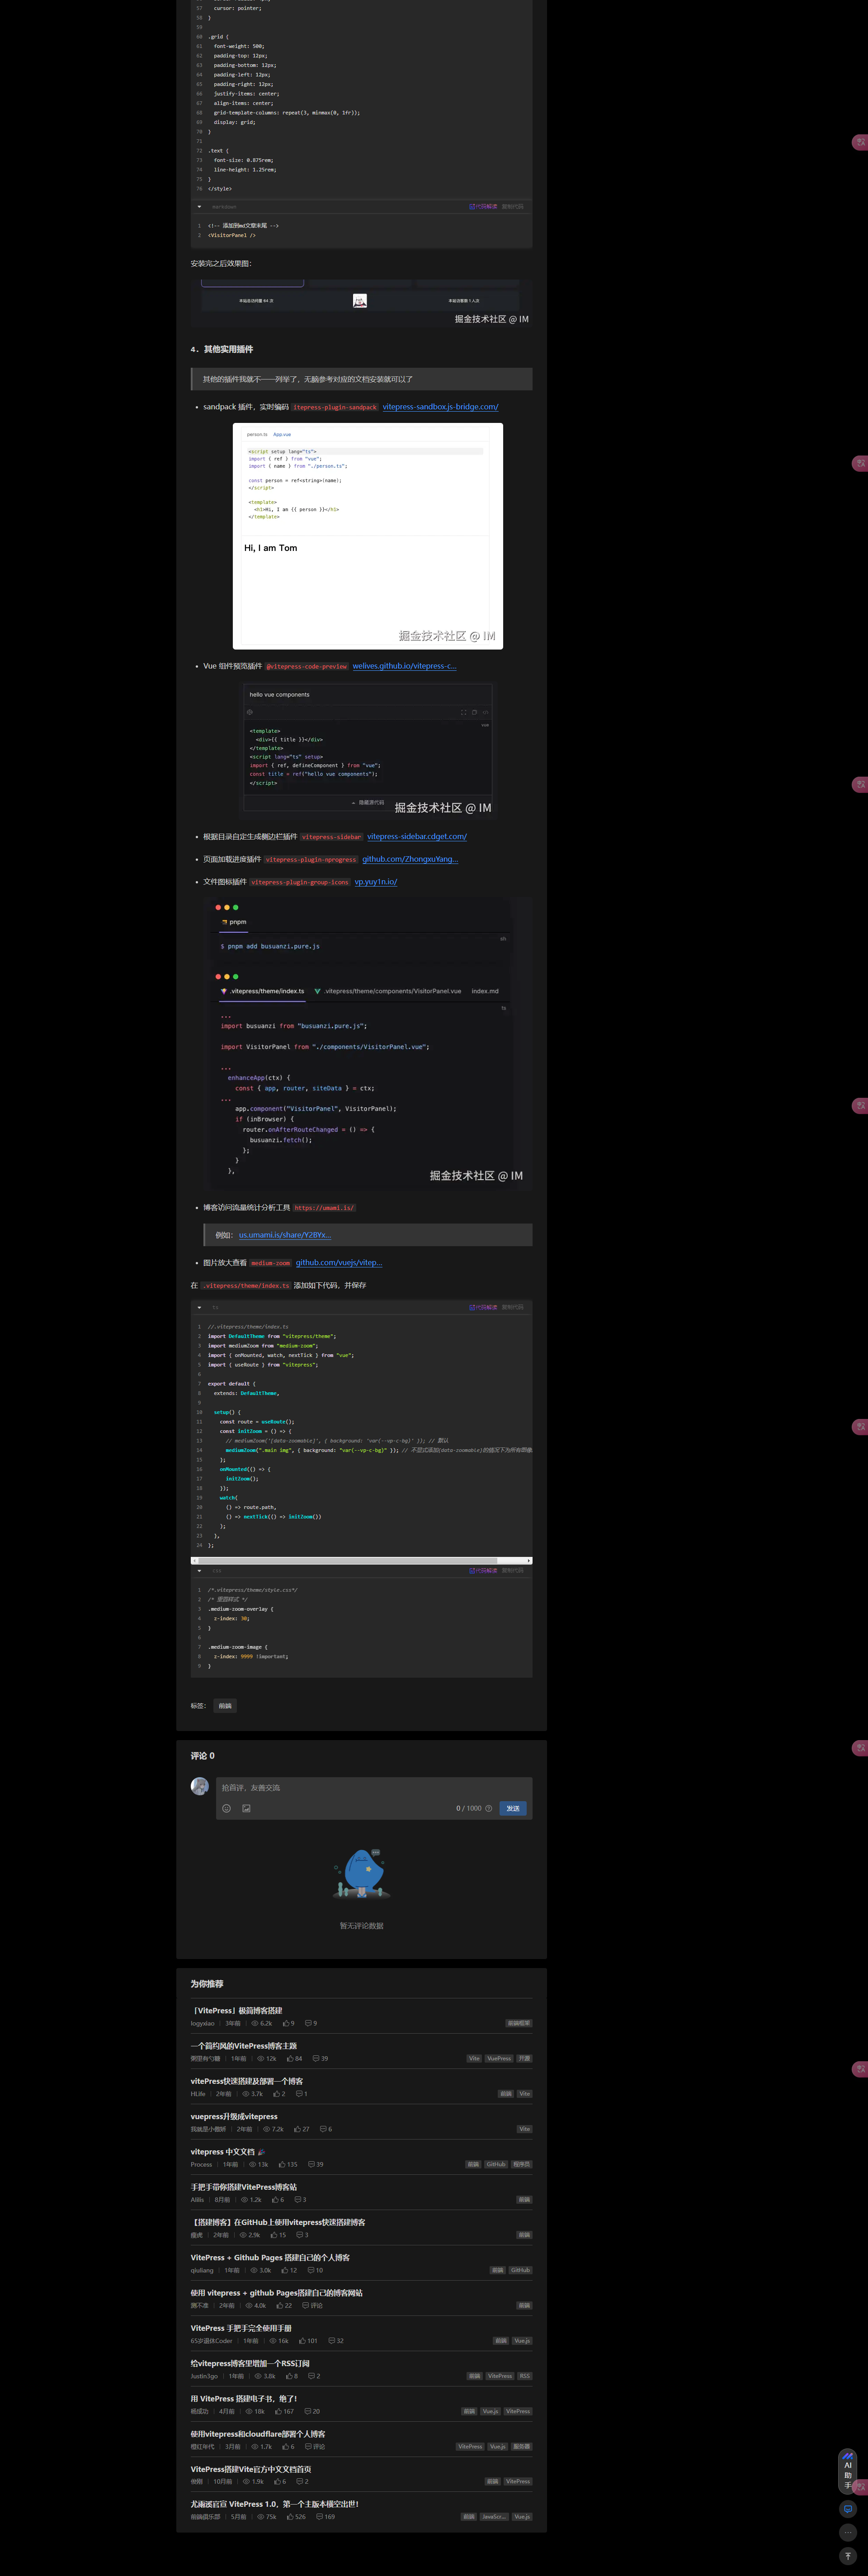 57 cursor: pointer;
58 }
59
60 .grid {
61 font-weight: 500;
62 padding-top: 12px;
63 padding-bottom: 12px;
64 padding-left: 12px;
65 padding-right: 12px;
66 justify-items: center;
67 align-items: center;
68 grid-template-columns: repeat(3, minmax(0, 1fr));
69 display: grid;
70 }
71
72 .text {
73 font-size: 0.875rem;
74 line-height: 1.25rem;
75 }
76 </style>
markdown 代码解读 复制代码
1 <!-- 添加到md文章末尾 -->
2 <VisitorPanel />
安装完之后效果图：
本站总访问量 64 次 本站访客数 1 人次
掘金技术社区 @ IM
4. 其他实用插件
其他的插件我就不一一列举了，无脑参考对应的文档安装就可以了
sandpack 插件，实时编码 itepress-plugin-sandpack vitepress-sandbox.js-bridge.com/
person.ts App.vue
<script setup lang="ts">
import { ref } from "vue";
import { name } from "./person.ts";
const person = ref<string>(name);
</script>
<template>
<h1>Hi, I am {{ person }}</h1>
</template>
Hi, I am Tom
掘金技术社区 @ IM
Vue 组件预览插件 @vitepress-code-preview welives.github.io/vitepress-c...
hello vue components
vue
<template>
<div>{{ title }}</div>
</template>
<script lang="ts" setup>
import { ref, defineComponent } from "vue";
const title = ref("hello vue components");
</script>
隐藏源代码
掘金技术社区 @ IM
根据目录自定生成侧边栏插件 vitepress-sidebar vitepress-sidebar.cdget.com/
页面加载进度插件 vitepress-plugin-nprogress github.com/ZhongxuYang...
文件图标插件 vitepress-plugin-group-icons vp.yuy1n.io/
pnpm
sh
$ pnpm add busuanzi.pure.js
.vitepress/theme/index.ts .vitepress/theme/components/VisitorPanel.vue index.md
ts
...
import busuanzi from "busuanzi.pure.js";
import VisitorPanel from "./components/VisitorPanel.vue";
...
enhanceApp(ctx) {
const { app, router, siteData } = ctx;
...
app.component("VisitorPanel", VisitorPanel);
if (inBrowser) {
router.onAfterRouteChanged = () => {
busuanzi.fetch();
};
}
},
掘金技术社区 @ IM
博客访问流量统计分析工具 https://umami.is/
例如： us.umami.is/share/Y2BYx...
图片放大查看 medium-zoom github.com/vuejs/vitep...
在 .vitepress/theme/index.ts 添加如下代码，并保存
ts 代码解读 复制代码
1 //.vitepress/theme/index.ts
2 import DefaultTheme from "vitepress/theme";
3 import mediumZoom from "medium-zoom";
4 import { onMounted, watch, nextTick } from "vue";
5 import { useRoute } from "vitepress";
6
7 export default {
8 extends: DefaultTheme,
9
10 setup() {
11 const route = useRoute();
12 const initZoom = () => {
13 // mediumZoom('[data-zoomable]', { background: 'var(--vp-c-bg)' }); // 默认
14 mediumZoom(".main img", { background: "var(--vp-c-bg)" }); // 不显式添加{data-zoomable}的情况下为所有图像
15 };
16 onMounted(() => {
17 initZoom();
18 });
19 watch(
20 () => route.path,
21 () => nextTick(() => initZoom())
22 );
23 },
24 };
css 代码解读 复制代码
1 /*.vitepress/theme/style.css*/
2 /* 覆盖样式 */
3 .medium-zoom-overlay {
4 z-index: 30;
5 }
6
7 .medium-zoom-image {
8 z-index: 9999 !important;
9 }
标签： 前端
评论 0
抢首评，友善交流
0 / 1000 发送
暂无评论数据
为你推荐
「VitePress」极简博客搭建
logyxiao 3年前 6.2k 9 9 前端框架
一个简约风的VitePress博客主题
粥里有勺糖 1年前 12k 84 39 Vite VuePress 开源
vitePress快速搭建及部署一个博客
HLife 2年前 3.7k 2 1 前端 Vite
vuepress升级成vitepress
我就是小傲娇 2年前 7.2k 27 6 Vite
vitepress 中文文档 🎉
Process 1年前 13k 135 39 前端 GitHub 程序员
手把手带你搭建VitePress博客站
Alilis 8月前 1.2k 6 3 前端
【搭建博客】在GitHub上使用vitepress快速搭建博客
傲虎 2年前 2.9k 15 3 前端
VitePress + Github Pages 搭建自己的个人博客
qiuliang 1年前 3.0k 12 10 前端 GitHub
使用 vitepress + github Pages搭建自己的博客网站
测不准 2年前 4.0k 22 评论 前端
VitePress 手把手完全使用手册
65岁退休Coder 1年前 16k 101 32 前端 Vue.js
给vitepress博客里增加一个RSS订阅
Justin3go 1年前 3.8k 8 2 前端 VitePress RSS
用 VitePress 搭建电子书，绝了！
杨成功 4月前 18k 167 20 前端 Vue.js VitePress
使用vitepress和cloudflare部署个人博客
橙红年代 3月前 1.7k 6 评论 VitePress Vue.js 服务器
VitePress搭建Vite官方中文文档首页
10月前 1.9k 6 2 前端 VitePress
尤雨溪官宣 VitePress 1.0，第一个主版本横空出世！
前端俱乐部 5月前 75k 526 169 前端 JavaScr... Vue.js
AI
助
手